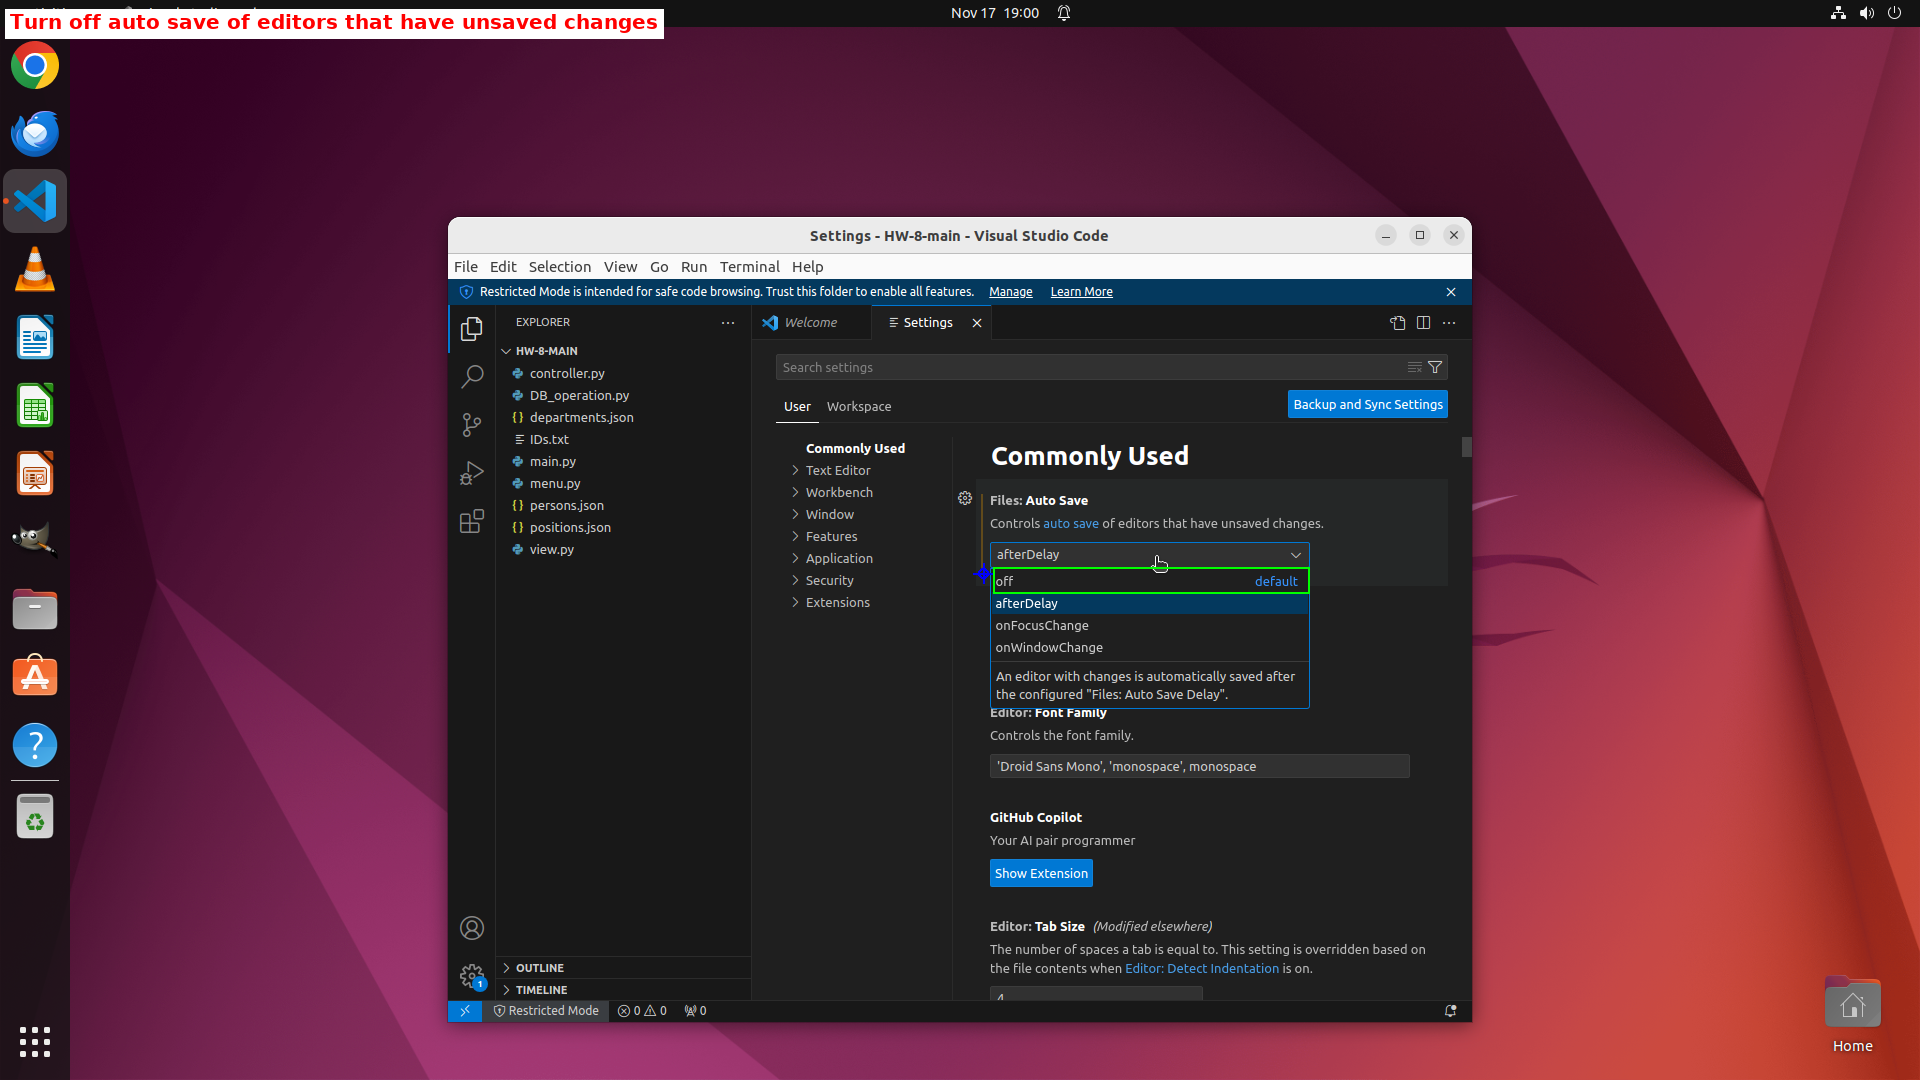 Turn off auto save of editors that have unsaved changes
Nov 17 19:00
Settings - HW-8-main - Visual Studio Code
File Edit Selection View Go Run Terminal Help
Restricted Mode is intended for safe code browsing. Trust this folder to enable all features. Manage Learn More
EXPLORER
HW-8-MAIN
controller.py
DB_operation.py
departments.json
IDs.txt
main.py
menu.py
persons.json
positions.json
view.py
OUTLINE
TIMELINE
Welcome
Settings
Search settings
User Workspace
Backup and Sync Settings
Commonly Used
Text Editor
Workbench
Window
Features
Application
Security
Extensions
Commonly Used
Files: Auto Save
Controls auto save of editors that have unsaved changes.
afterDelay
off default
afterDelay
onFocusChange
onWindowChange
An editor with changes is automatically saved after
the configured "Files: Auto Save Delay".
Editor: Font Family
Controls the font family.
'Droid Sans Mono', 'monospace', monospace
GitHub Copilot
Your AI pair programmer
Show Extension
Editor: Tab Size (Modified elsewhere)
The number of spaces a tab is equal to. This setting is overridden based on
the file contents when Editor: Detect Indentation is on.
4
1
Restricted Mode 0 0 0
Home